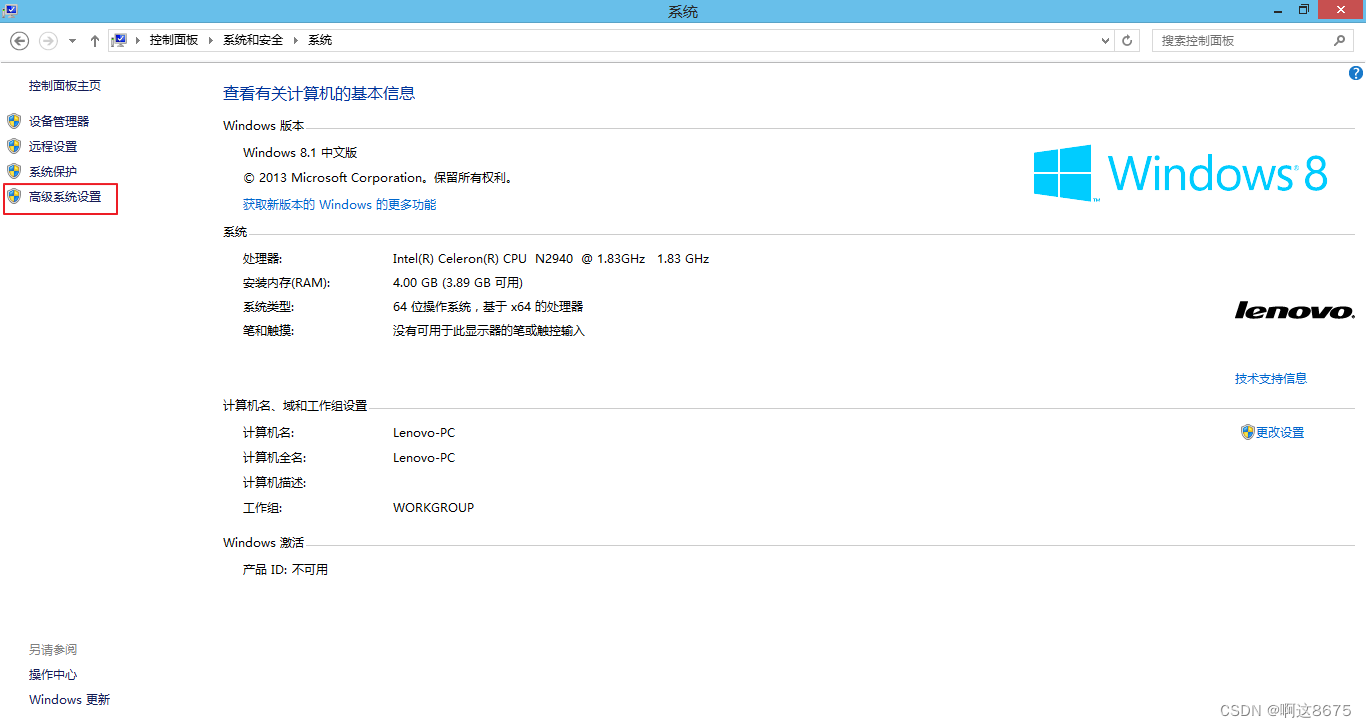 系统
控制面板 系统和安全 系统
搜索控制面板
控制面板主页
设备管理器
远程设置
系统保护
高级系统设置
查看有关计算机的基本信息
Windows 版本
Windows 8.1 中文版
© 2013 Microsoft Corporation。保留所有权利。
获取新版本的 Windows 的更多功能
Windows 8
系统
处理器: Intel(R) Celeron(R) CPU N2940 @ 1.83GHz 1.83 GHz
安装内存(RAM): 4.00 GB (3.89 GB 可用)
系统类型: 64 位操作系统，基于 x64 的处理器
笔和触摸: 没有可用于此显示器的笔或触控输入
lenovo
技术支持信息
计算机名、域和工作组设置
计算机名: Lenovo-PC
更改设置
计算机全名: Lenovo-PC
计算机描述:
工作组: WORKGROUP
Windows 激活
产品 ID: 不可用
另请参阅
操作中心
Windows 更新
CSDN @啊这8675